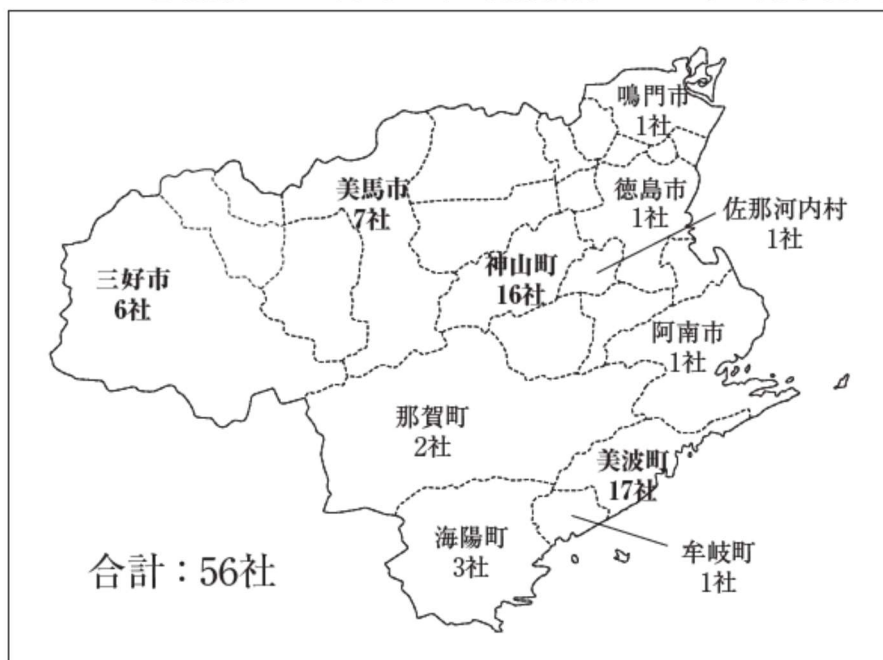 鳴門市
1社
美馬市
7社
徳島市
1社
佐那河内村
1社
三好市
6社
神山町
16社
阿南市
1社
那賀町
2社
美波町
17社
海陽町
3社
牟岐町
1社
合計：56社